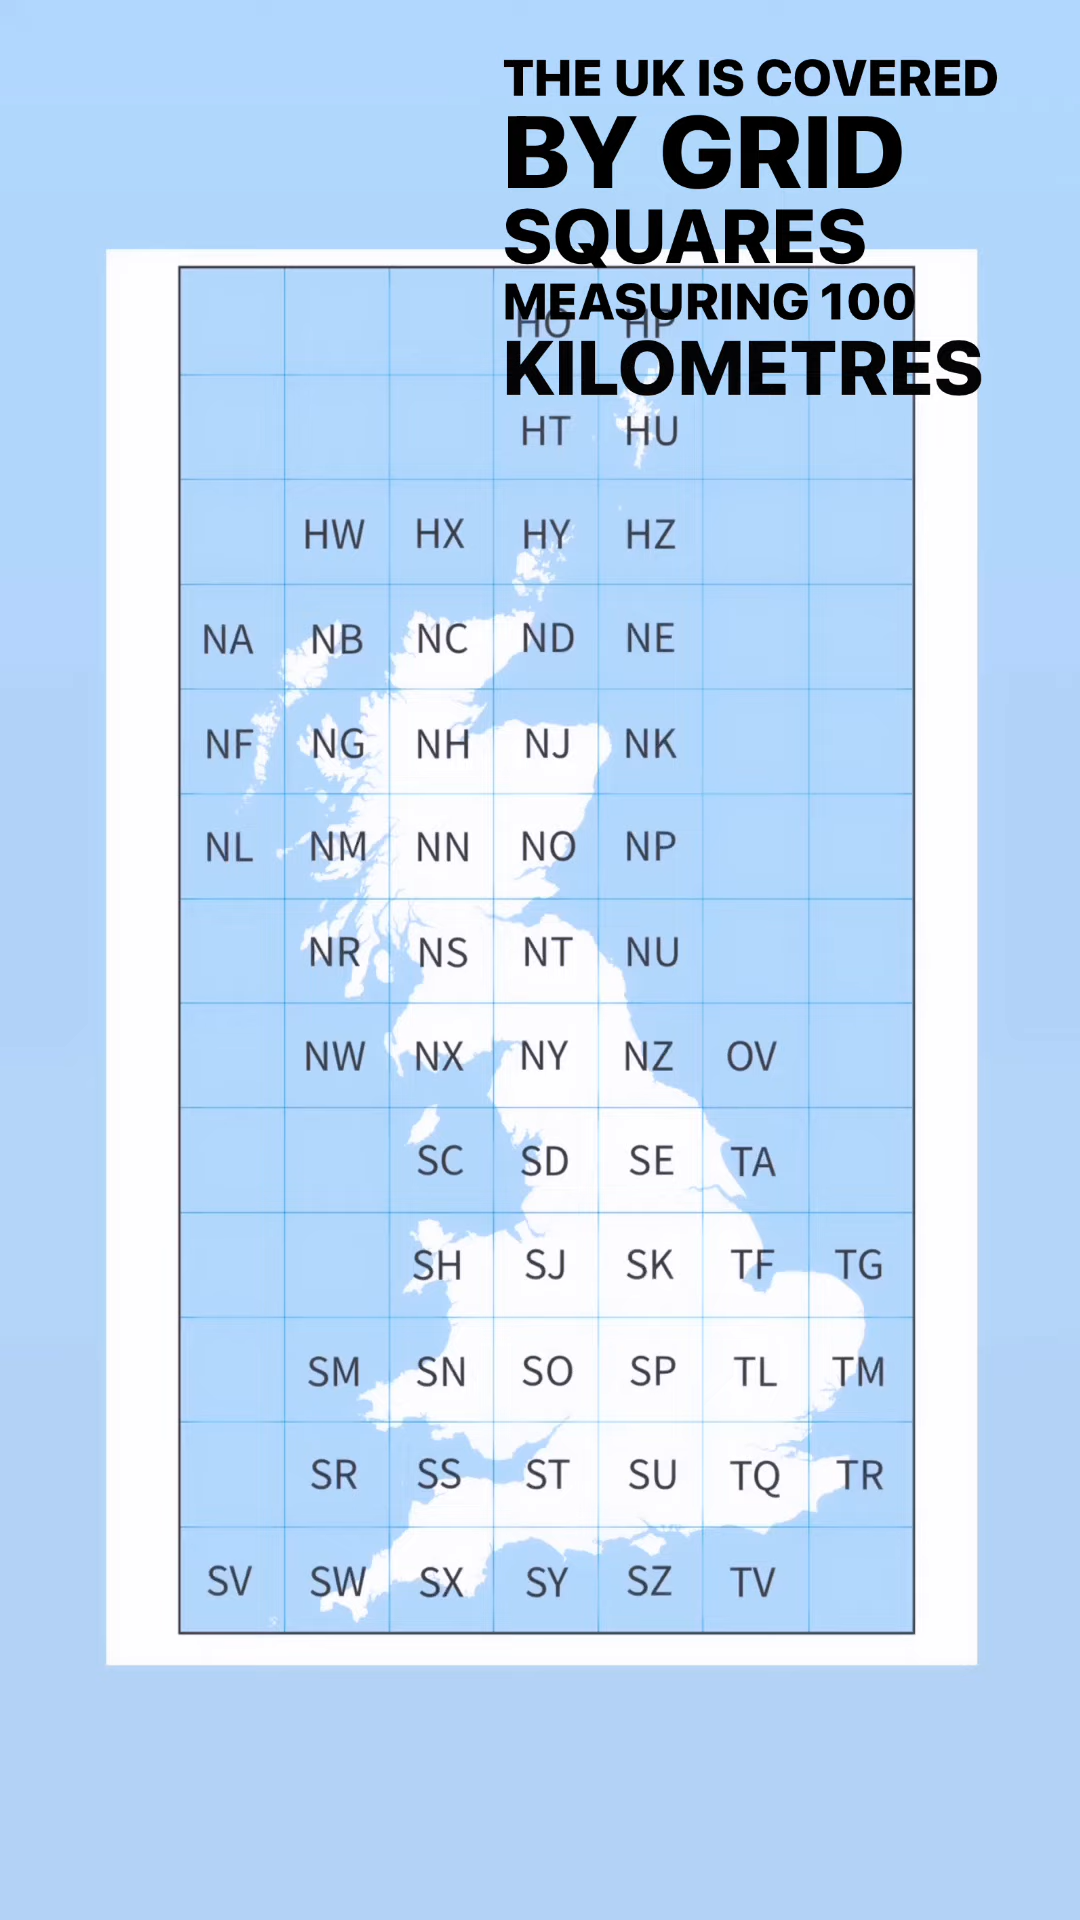 THE UK IS COVERED
BY GRID
SQUARES
MEASURING 100
KILOMETRES
HO HP
HT HU
HW HX HY HZ
NA NB NC ND NE
NF NG NH NJ NK
NL NM NN NO NP
NR NS NT NU
NW NX NY NZ OV
SC SD SE TA
SH SJ SK TF TG
SM SN SO SP TL TM
SR SS ST SU TQ TR
SV SW SX SY SZ TV